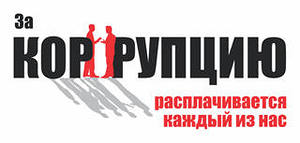 За
КОРРУПЦИЮ
расплачивается
каждый из нас